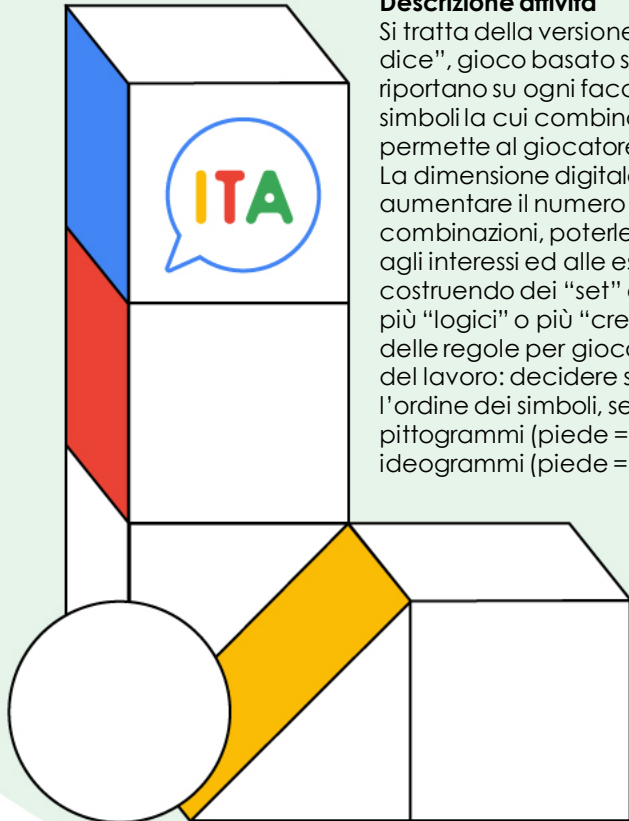 Descrizione attività
Si tratta della versione
dice”, gioco basato s
riportano su ogni facc
simboli la cui combina
permette al giocatore
La dimensione digitale
aumentare il numero
combinazioni, poterle
agli interessi ed alle es
costruendo dei “set”
più “logici” o più “cre
delle regole per gioco
del lavoro: decidere s
l’ordine dei simboli, se
pittogrammi (piede =
ideogrammi (piede =
ITA